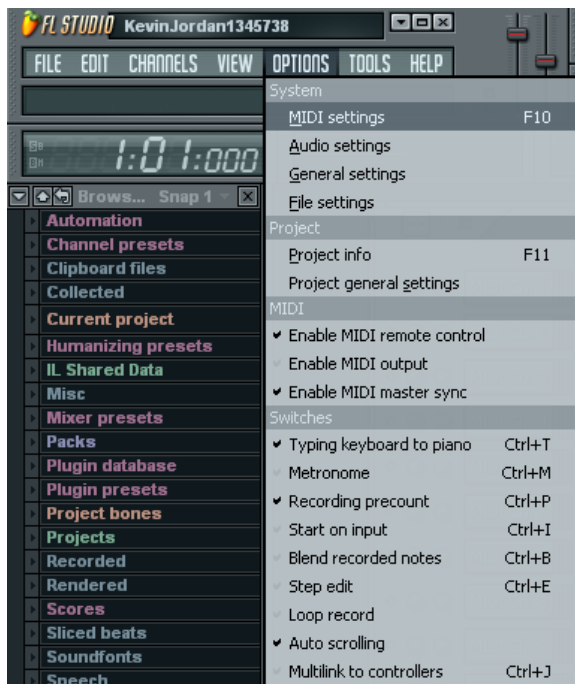 FL STUDIO KevinJordan1345738
FILE EDIT CHANNELS VIEW OPTIONS TOOLS HELP
1:01:000
Brows... Snap 1
Automation
Channel presets
Clipboard files
Collected
Current project
Humanizing presets
IL Shared Data
Misc
Mixer presets
Packs
Plugin database
Plugin presets
Project bones
Projects
Recorded
Rendered
Scores
Sliced beats
Soundfonts
Speech
System
MIDI settings F10
Audio settings
General settings
File settings
Project
Project info F11
Project general settings
MIDI
Enable MIDI remote control
Enable MIDI output
Enable MIDI master sync
Switches
Typing keyboard to piano Ctrl+T
Metronome Ctrl+M
Recording precount Ctrl+P
Start on input Ctrl+I
Blend recorded notes Ctrl+B
Step edit Ctrl+E
Loop record
Auto scrolling
Multilink to controllers Ctrl+J